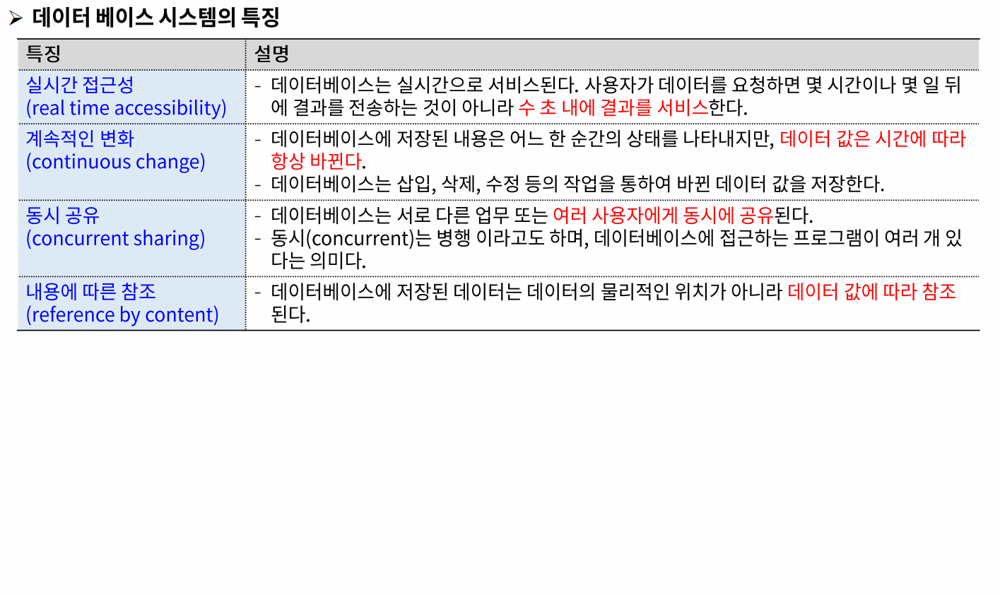 ➢ 데이터 베이스 시스템의 특징
특징
설명
실시간 접근성
(real time accessibility)
- 데이터베이스는 실시간으로 서비스된다. 사용자가 데이터를 요청하면 몇 시간이나 몇 일 뒤
에 결과를 전송하는 것이 아니라 수 초 내에 결과를 서비스한다.
계속적인 변화
(continuous change)
- 데이터베이스에 저장된 내용은 어느 한 순간의 상태를 나타내지만, 데이터 값은 시간에 따라
항상 바뀐다.
- 데이터베이스는 삽입, 삭제, 수정 등의 작업을 통하여 바뀐 데이터 값을 저장한다.
동시 공유
(concurrent sharing)
- 데이터베이스는 서로 다른 업무 또는 여러 사용자에게 동시에 공유된다.
- 동시(concurrent)는 병행 이라고도 하며, 데이터베이스에 접근하는 프로그램이 여러 개 있
다는 의미다.
내용에 따른 참조
(reference by content)
- 데이터베이스에 저장된 데이터는 데이터의 물리적인 위치가 아니라 데이터 값에 따라 참조
된다.